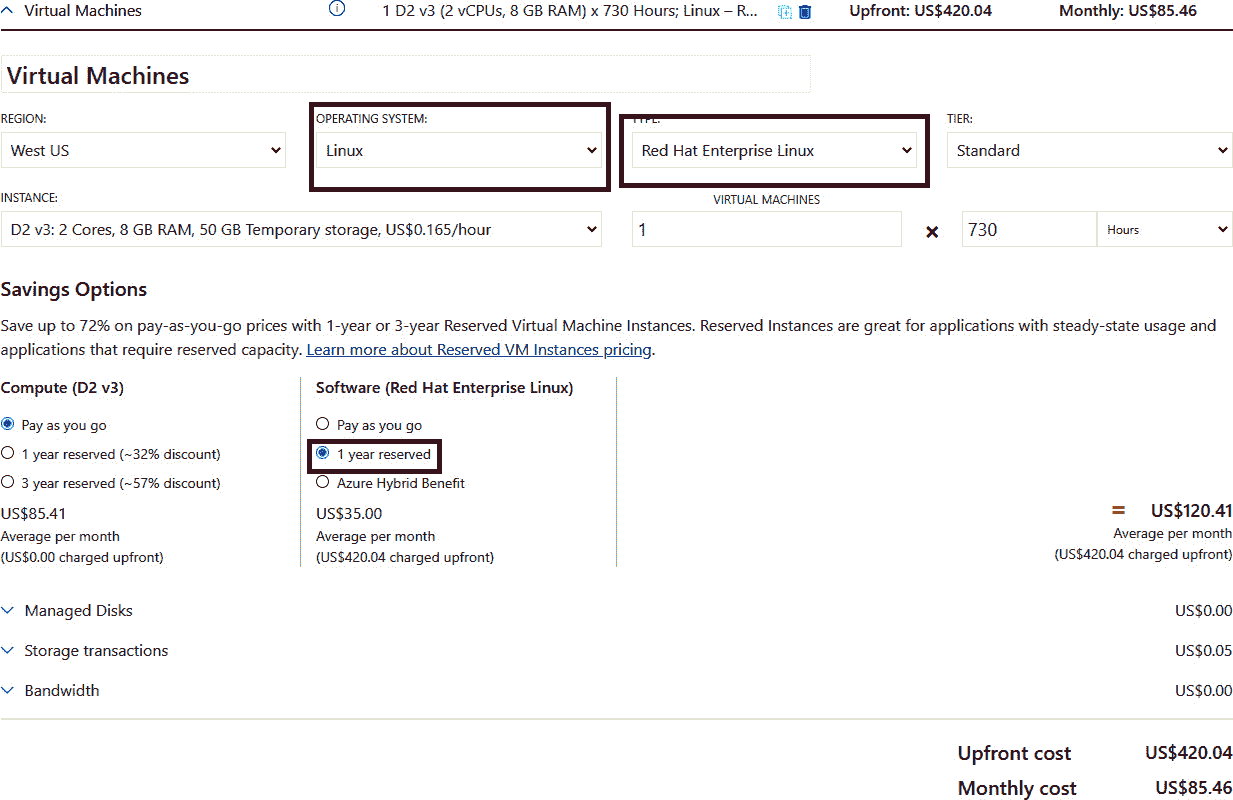 Virtual Machines 1 D2 v3 (2 vCPUs, 8 GB RAM) x 730 Hours; Linux – R... Upfront: US$420.04 Monthly: US$85.46
Virtual Machines
REGION: OPERATING SYSTEM: TYPE: TIER:
West US Linux Red Hat Enterprise Linux Standard
INSTANCE: VIRTUAL MACHINES
D2 v3: 2 Cores, 8 GB RAM, 50 GB Temporary storage, US$0.165/hour 1 × 730 Hours
Savings Options
Save up to 72% on pay-as-you-go prices with 1-year or 3-year Reserved Virtual Machine Instances. Reserved Instances are great for applications with steady-state usage and
applications that require reserved capacity. Learn more about Reserved VM Instances pricing.
Compute (D2 v3) Software (Red Hat Enterprise Linux)
Pay as you go Pay as you go
1 year reserved (~32% discount) 1 year reserved
3 year reserved (~57% discount) Azure Hybrid Benefit
US$85.41 US$35.00 = US$120.41
Average per month Average per month Average per month
(US$0.00 charged upfront) (US$420.04 charged upfront) (US$420.04 charged upfront)
Managed Disks US$0.00
Storage transactions US$0.05
Bandwidth US$0.00
Upfront cost US$420.04
Monthly cost US$85.46